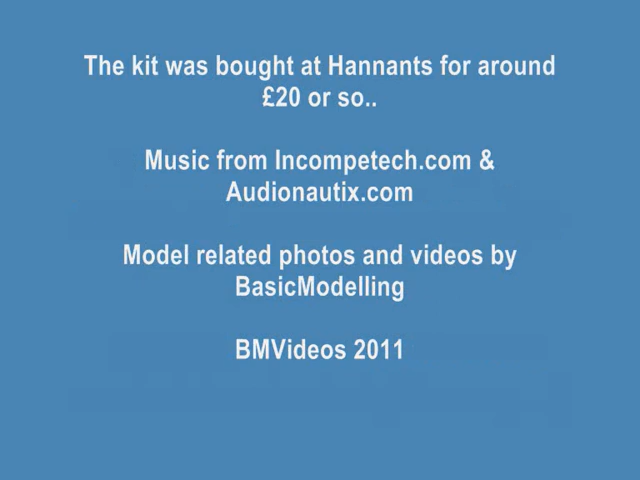 The kit was bought at Hannants for around
£20 or so..
Music from Incompetech.com &
Audionautix.com
Model related photos and videos by
BasicModelling
BMVideos 2011